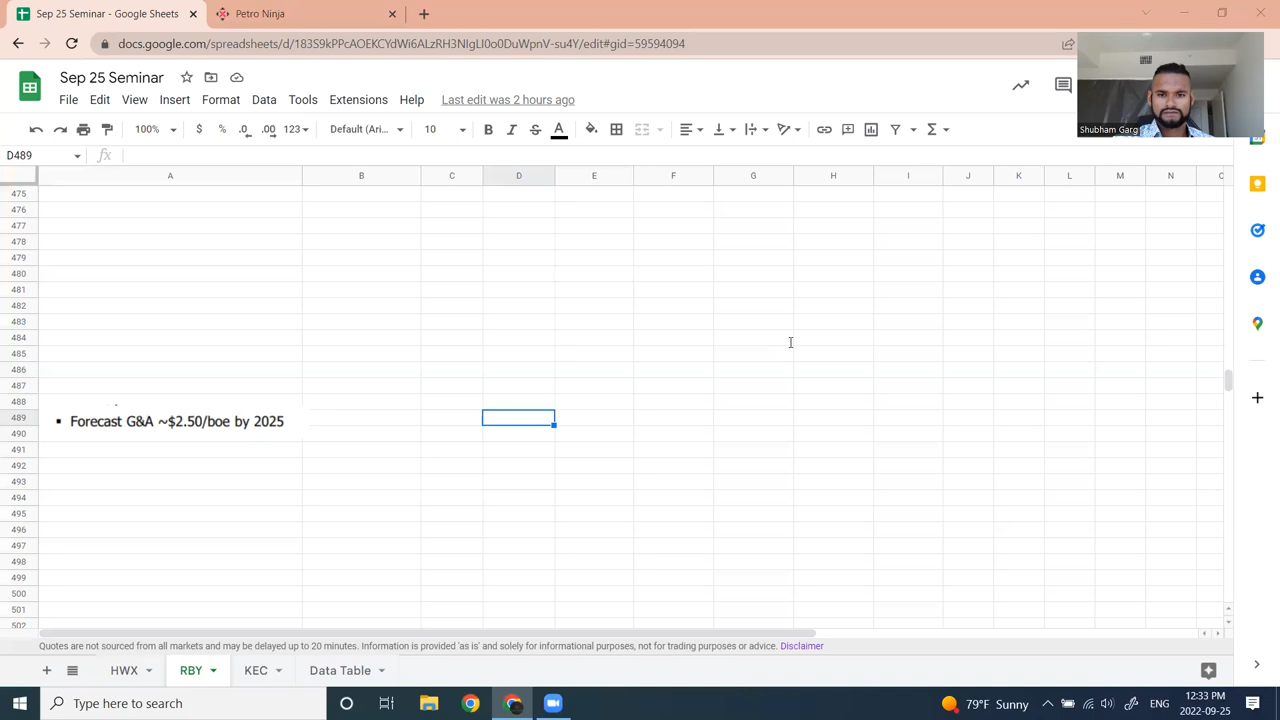 Sep 25 Seminar - Google Sheets
Petro Ninja
docs.google.com/spreadsheets/d/183S9kPPcAOEKCYdWi6ALzRH3NIgLI0o0DuWpnV-su4Y/edit#gid=59594094
Sep 25 Seminar
File Edit View Insert Format Data Tools Extensions Help Last edit was 2 hours ago
100% $ % .0 .00 123 Default (Ari... 10 B I S A
D489 fx
Shubham Garg
A B C D E F G H I J K L M N
475
476
477
478
479
480
481
482
483
484
485
486
487
488
489
▪ Forecast G&A ~$2.50/boe by 2025
490
491
492
493
494
495
496
497
498
499
500
501
502
Quotes are not sourced from all markets and may be delayed up to 20 minutes. Information is provided 'as is' and solely for informational purposes, not for trading purposes or advice. Disclaimer
HWX RBY KEC Data Table
Type here to search
79°F Sunny
ENG
12:33 PM
2022-09-25